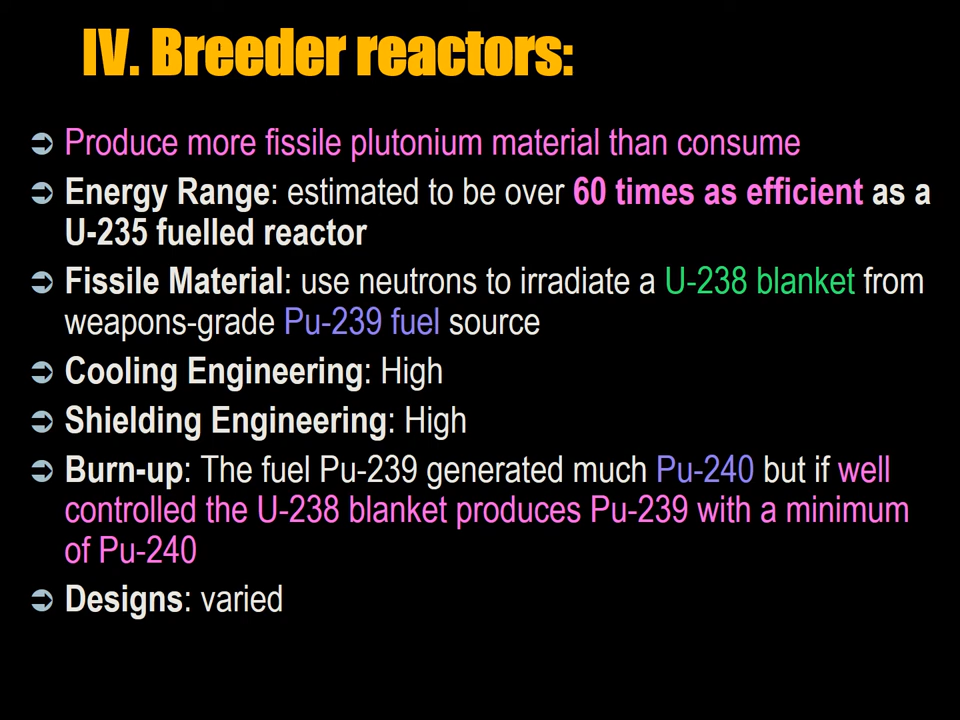 IV. Breeder reactors:
Produce more fissile plutonium material than consume
Energy Range: estimated to be over 60 times as efficient as a
U-235 fuelled reactor
Fissile Material: use neutrons to irradiate a U-238 blanket from
weapons-grade Pu-239 fuel source
Cooling Engineering: High
Shielding Engineering: High
Burn-up: The fuel Pu-239 generated much Pu-240 but if well
controlled the U-238 blanket produces Pu-239 with a minimum
of Pu-240
Designs: varied